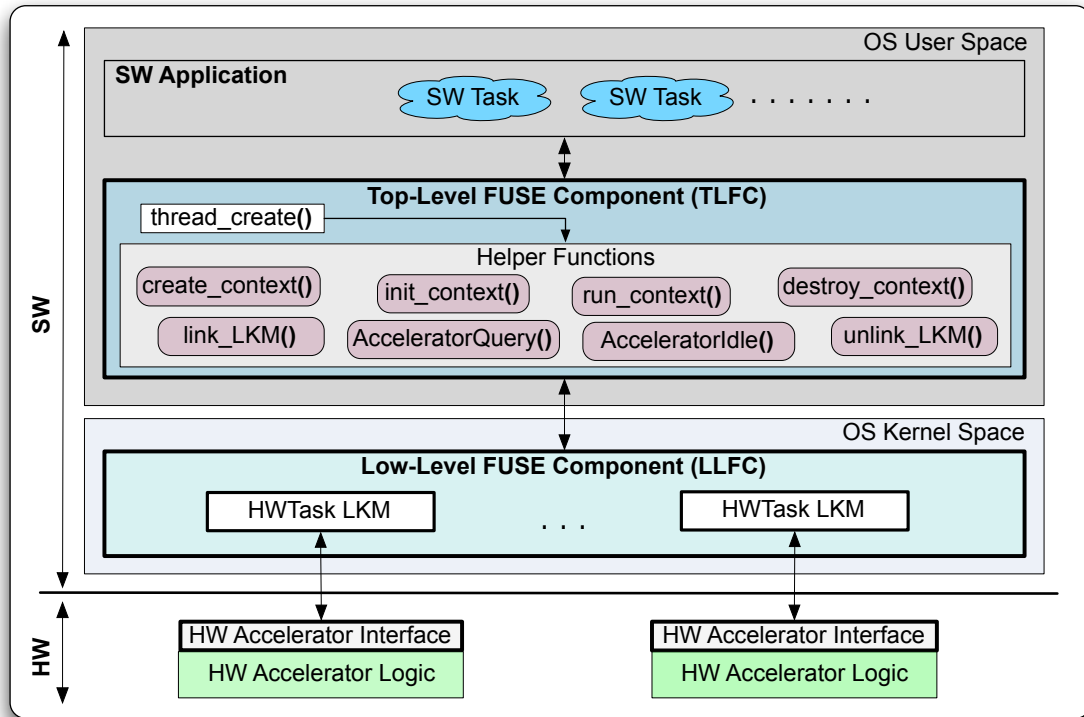 OS User Space
SW Application
SW Task
SW Task
. . . . . . .
Top-Level FUSE Component (TLFC)
thread_create()
Helper Functions
create_context()
init_context()
run_context()
destroy_context()
link_LKM()
AcceleratorQuery()
AcceleratorIdle()
unlink_LKM()
SW
OS Kernel Space
Low-Level FUSE Component (LLFC)
HWTask LKM
. . .
HWTask LKM
HW
HW Accelerator Interface
HW Accelerator Logic
HW Accelerator Interface
HW Accelerator Logic